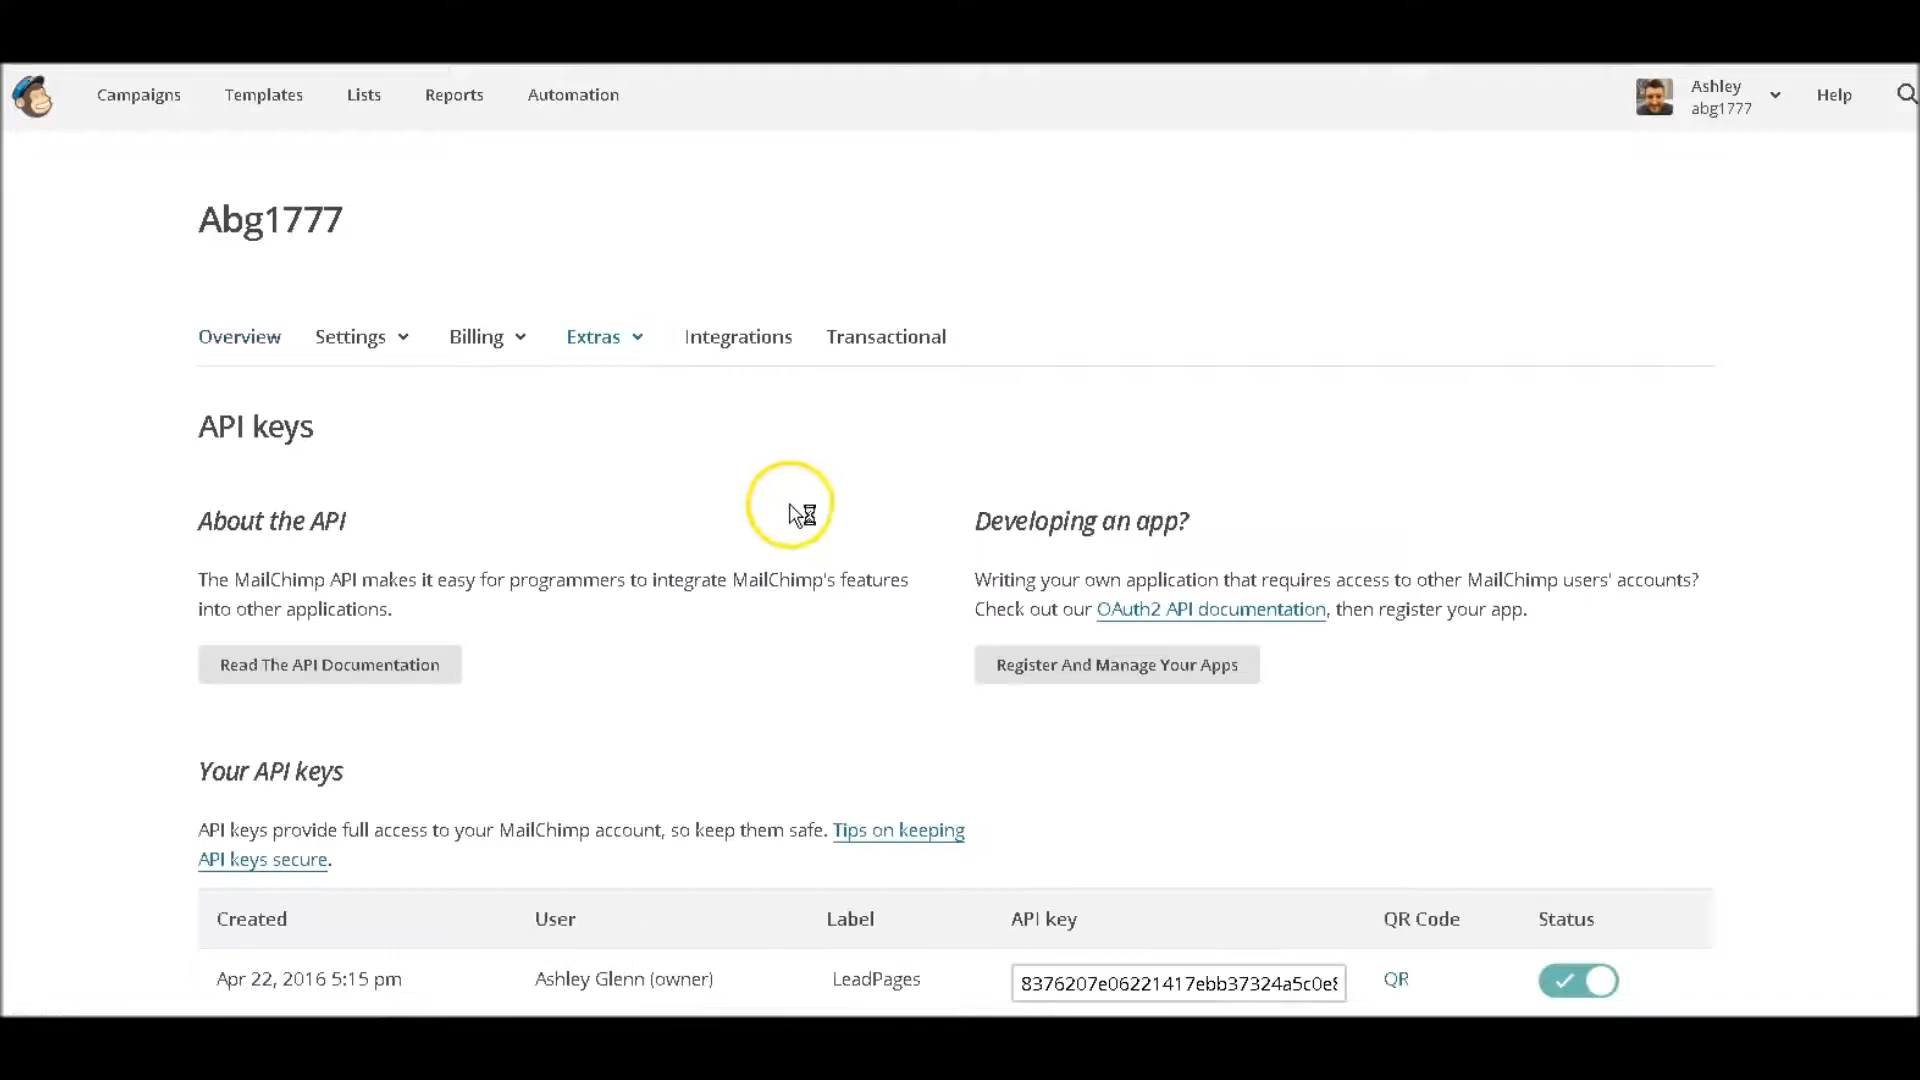 Campaigns Templates Lists Reports Automation Ashley Help
abg1777
Abg1777
Overview Settings Billing Extras Integrations Transactional
API keys
About the API
The MailChimp API makes it easy for programmers to integrate MailChimp's features
into other applications.
Read The API Documentation
Developing an app?
Writing your own application that requires access to other MailChimp users' accounts?
Check out our OAuth2 API documentation, then register your app.
Register And Manage Your Apps
Your API keys
API keys provide full access to your MailChimp account, so keep them safe. Tips on keeping
API keys secure.
Created User Label API key QR Code Status
Apr 22, 2016 5:15 pm Ashley Glenn (owner) LeadPages 8376207e06221417ebb37324a5c0e8 QR